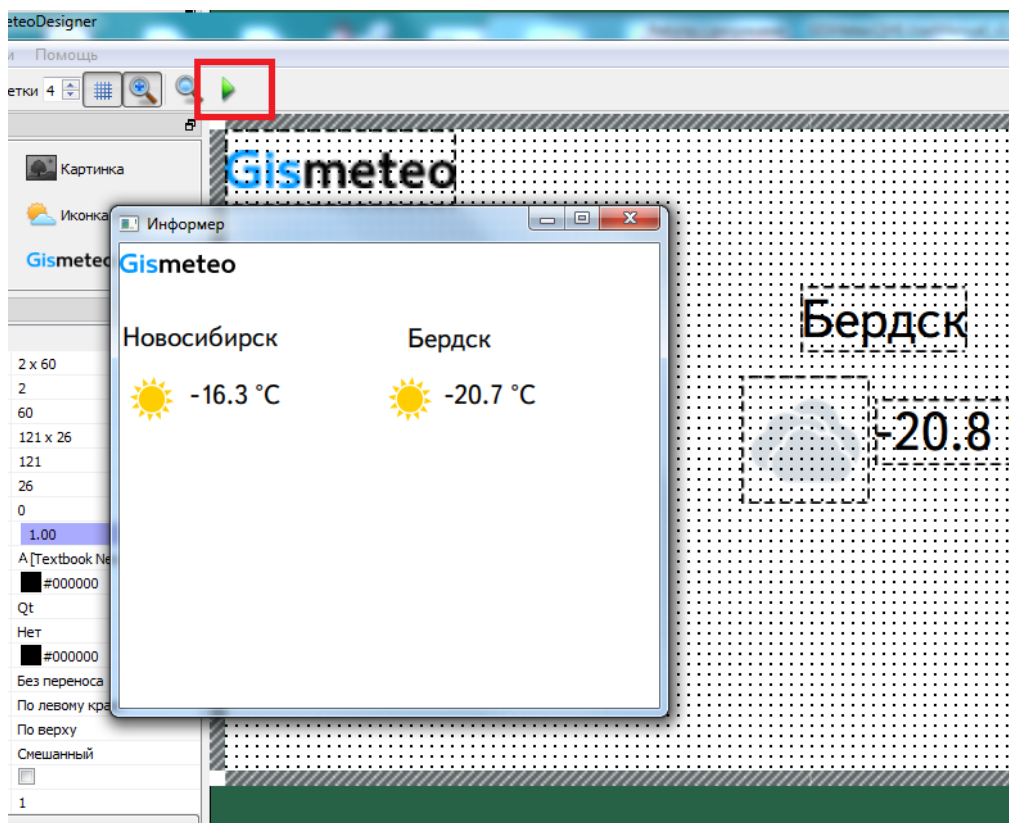 eteoDesigner
и Помощь
етки 4
Картинка
Gismeteo
Иконка
Информер
Gismeteo
Gismeteo
Новосибирск
Бердск
Бердск
-16.3 °C
-20.7 °C
-20.8
2 x 60
2
60
121 x 26
121
26
0
1.00
A [Textbook Ne
#000000
Qt
Нет
#000000
Без переноса
По левому кра
По верху
Смешанный
1